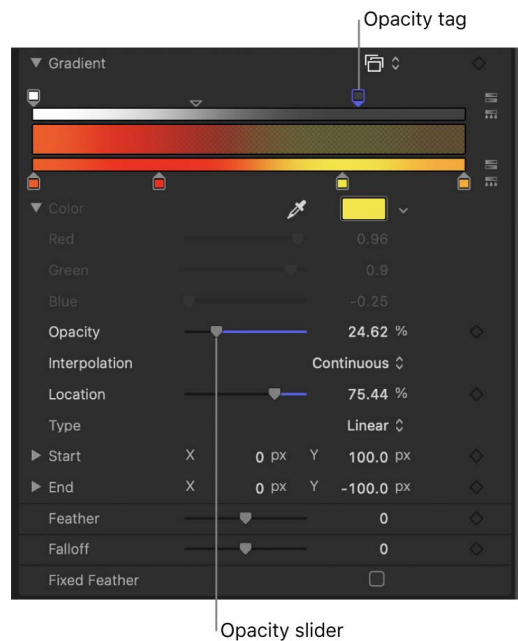 Opacity tag
Gradient
Color
Red 0.96
Green 0.9
Blue -0.25
Opacity 24.62 %
Interpolation Continuous
Location 75.44 %
Type Linear
Start X 0 px Y 100.0 px
End X 0 px Y -100.0 px
Feather 0
Falloff 0
Fixed Feather
Opacity slider